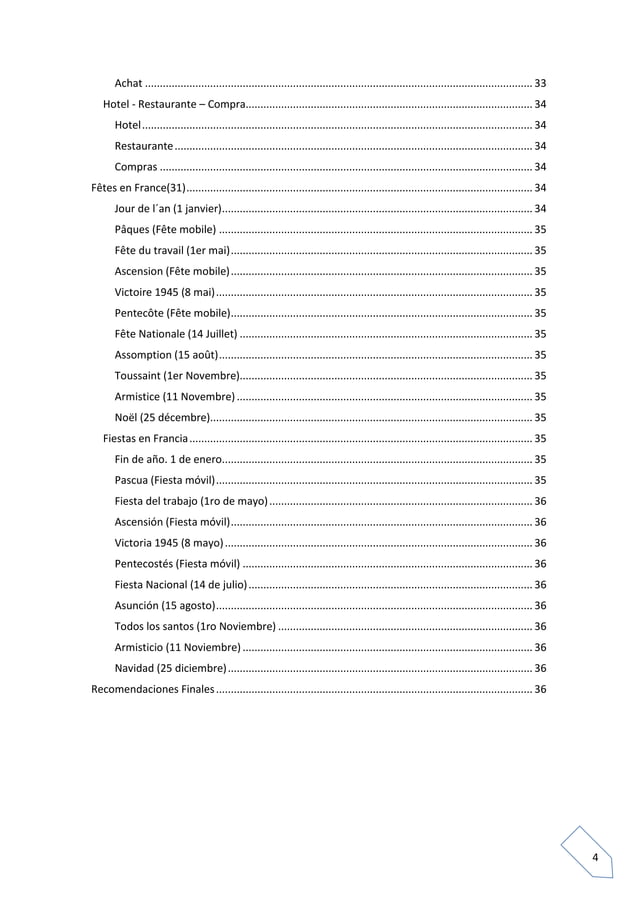 Achat ................................................................................................................................... 33
Hotel - Restaurante – Compra................................................................................................. 34
Hotel.................................................................................................................................... 34
Restaurante......................................................................................................................... 34
Compras .............................................................................................................................. 34
Fêtes en France(31)..................................................................................................................... 34
Jour de l´an (1 janvier)......................................................................................................... 34
Pâques (Fête mobile) .......................................................................................................... 35
Fête du travail (1er mai)...................................................................................................... 35
Ascension (Fête mobile)...................................................................................................... 35
Victoire 1945 (8 mai)........................................................................................................... 35
Pentecôte (Fête mobile)...................................................................................................... 35
Fête Nationale (14 Juillet) ................................................................................................... 35
Assomption (15 août).......................................................................................................... 35
Toussaint (1er Novembre)................................................................................................... 35
Armistice (11 Novembre) .................................................................................................... 35
Noël (25 décembre)............................................................................................................. 35
Fiestas en Francia.................................................................................................................... 35
Fin de año. 1 de enero......................................................................................................... 35
Pascua (Fiesta móvil)........................................................................................................... 35
Fiesta del trabajo (1ro de mayo)......................................................................................... 36
Ascensión (Fiesta móvil)...................................................................................................... 36
Victoria 1945 (8 mayo)........................................................................................................ 36
Pentecostés (Fiesta móvil) .................................................................................................. 36
Fiesta Nacional (14 de julio)................................................................................................ 36
Asunción (15 agosto)........................................................................................................... 36
Todos los santos (1ro Noviembre) ...................................................................................... 36
Armisticio (11 Noviembre) .................................................................................................. 36
Navidad (25 diciembre)....................................................................................................... 36
Recomendaciones Finales........................................................................................................... 36
4